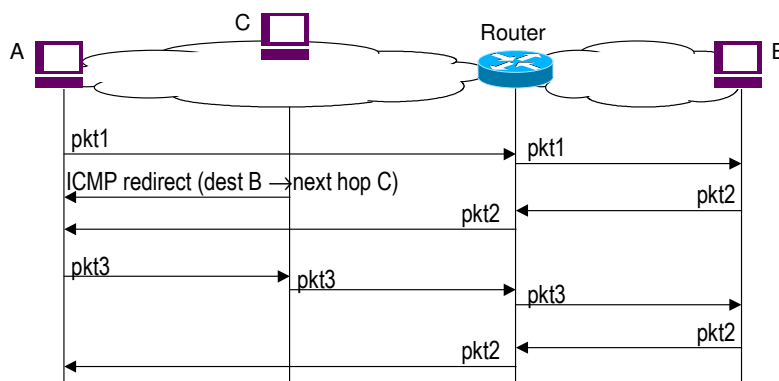 C
A
Router
B
pkt1
pkt1
ICMP redirect (dest B →next hop C)
pkt2
pkt2
pkt3
pkt3
pkt3
pkt2
pkt2